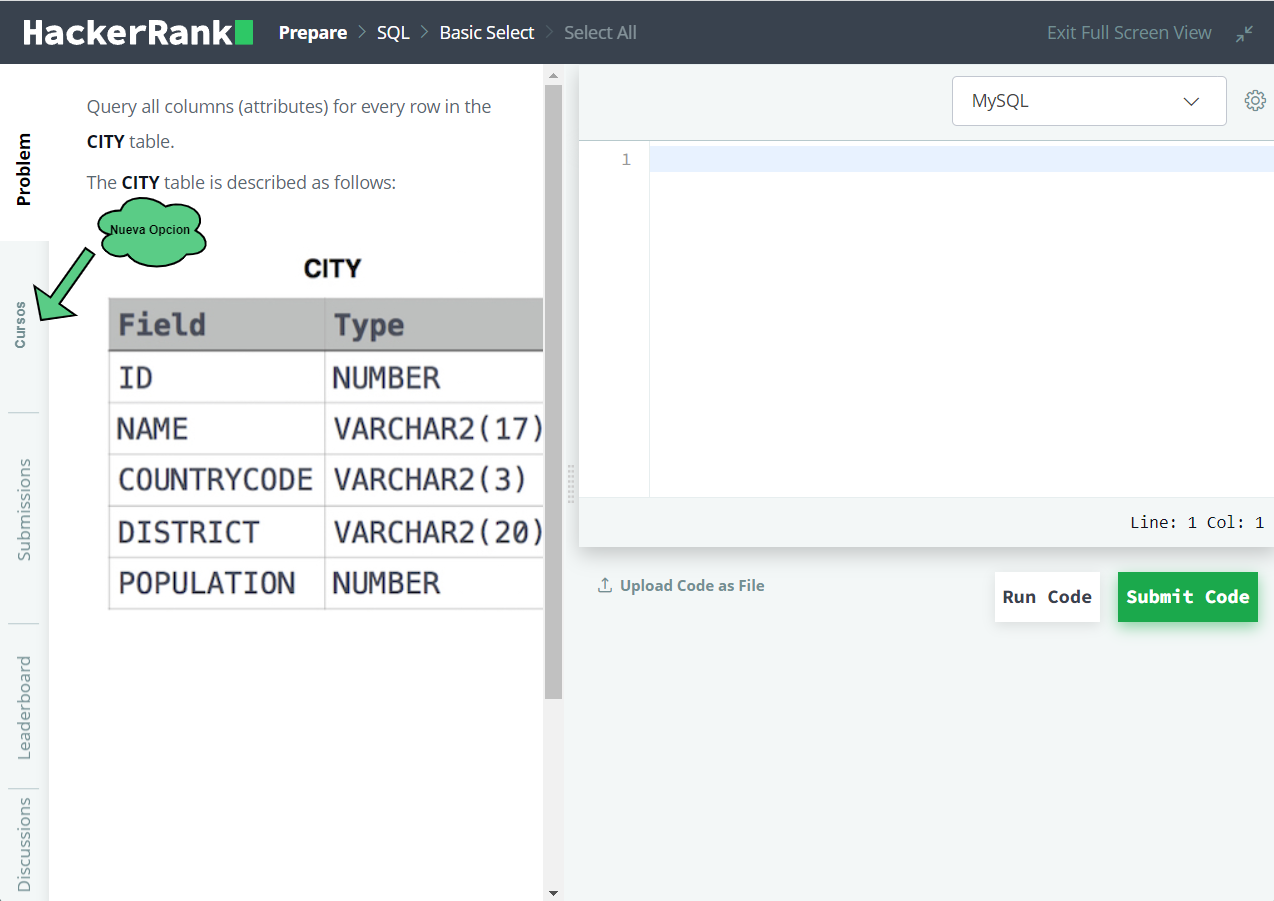 HackerRank Prepare > SQL > Basic Select > Select All Exit Full Screen View
Problem
Cursos
Submissions
Leaderboard
Discussions
Query all columns (attributes) for every row in the
CITY table.
The CITY table is described as follows:
Nueva Opcion
CITY
Field Type
ID NUMBER
NAME VARCHAR2(17)
COUNTRYCODE VARCHAR2(3)
DISTRICT VARCHAR2(20)
POPULATION NUMBER
MySQL
1
Line: 1 Col: 1
Upload Code as File
Run Code
Submit Code